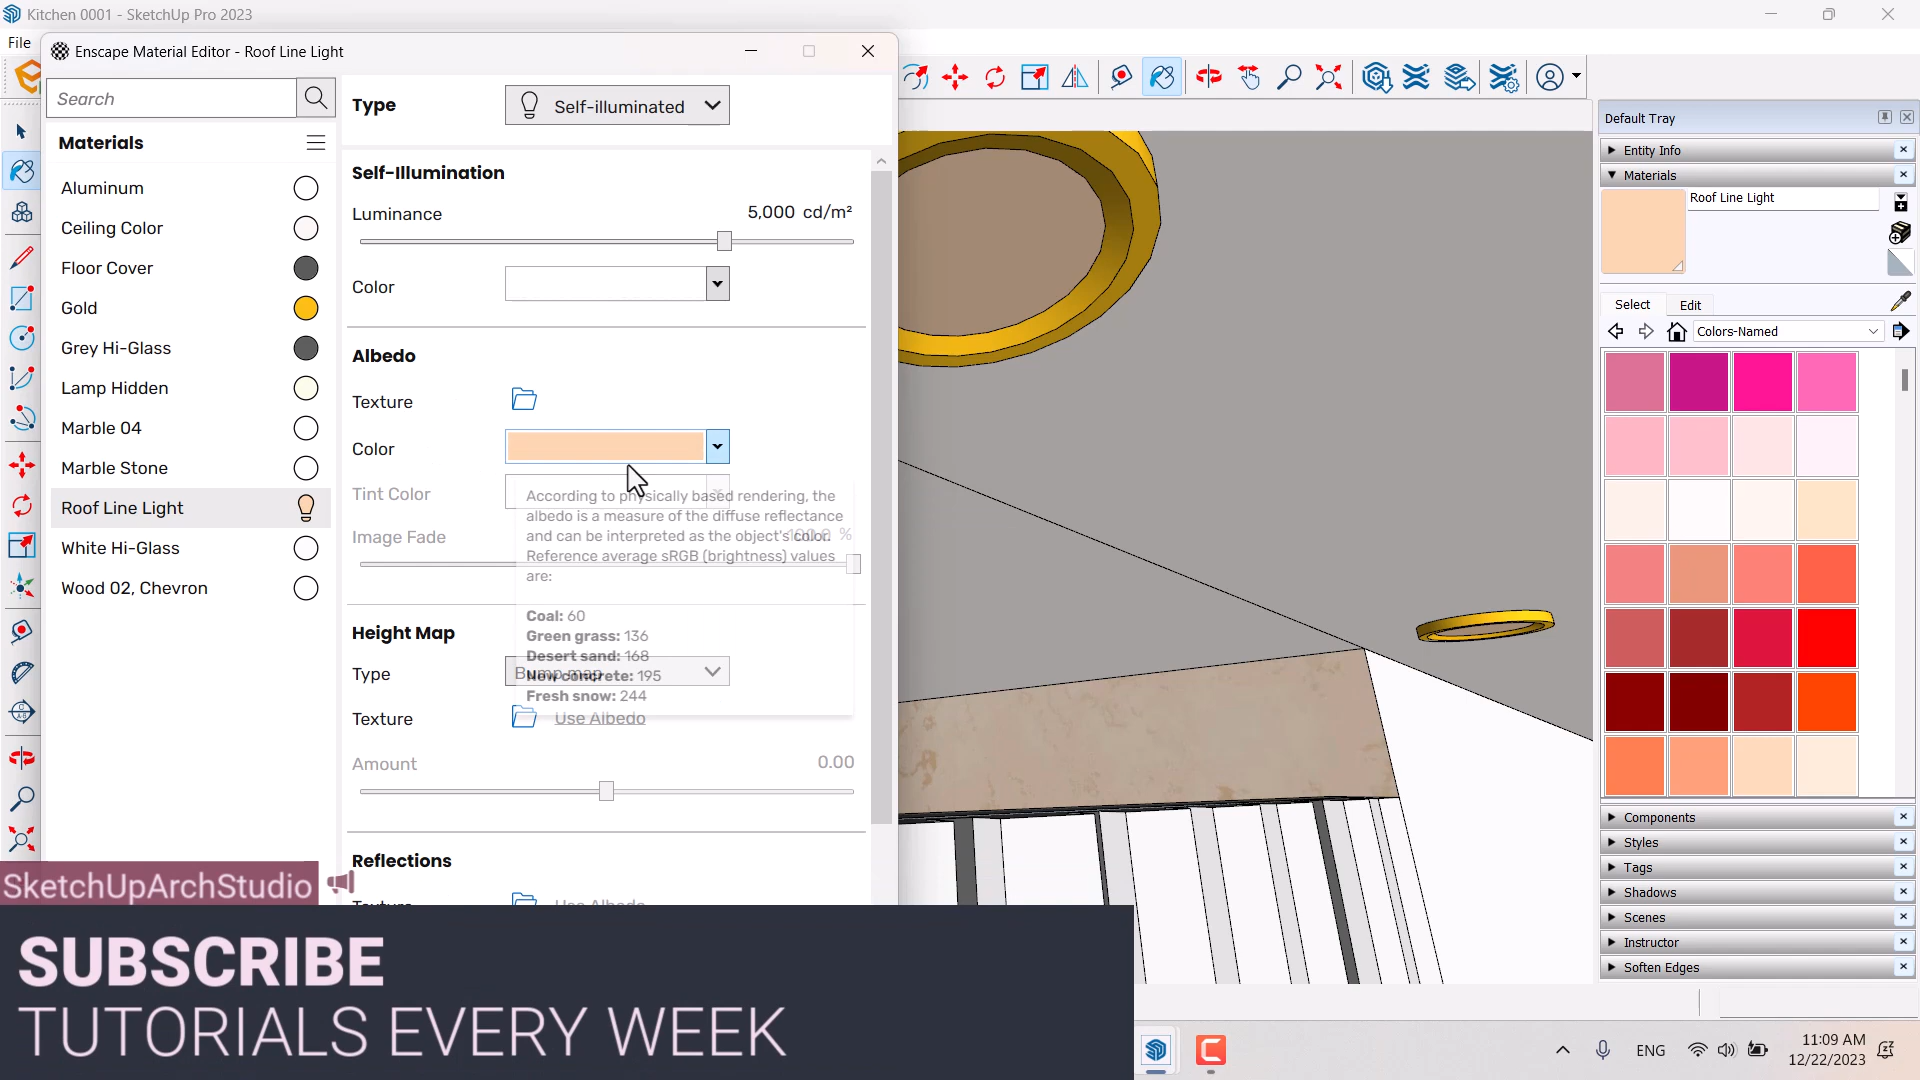 Kitchen 0001 - SketchUp Pro 2023
File
Enscape Material Editor - Roof Line Light
Search
Materials
Aluminum
Ceiling Color
Floor Cover
Gold
Grey Hi-Glass
Lamp Hidden
Marble 04
Marble Stone
Roof Line Light
White Hi-Glass
Wood 02, Chevron
Type
Self-illuminated
Self-Illumination
Luminance
5,000 cd/m²
Color
Albedo
Texture
Color
Tint Color
Image Fade
100.0 %
According to physically based rendering, the
albedo is a measure of the diffuse reflectance
and can be interpreted as the object's color.
Reference average sRGB (brightness) values
are:
Coal: 60
Green grass: 136
Desert sand: 168
New concrete: 195
Fresh snow: 244
Height Map
Type
Bump map
Texture
Use Albedo
Amount
0.00
Reflections
Texture
Use Albedo
Default Tray
Entity Info
Materials
Roof Line Light
Select
Edit
Colors-Named
Components
Styles
Tags
Shadows
Scenes
Instructor
Soften Edges
SketchUpArchStudio
SUBSCRIBE
TUTORIALS EVERY WEEK
ENG
11:09 AM
12/22/2023